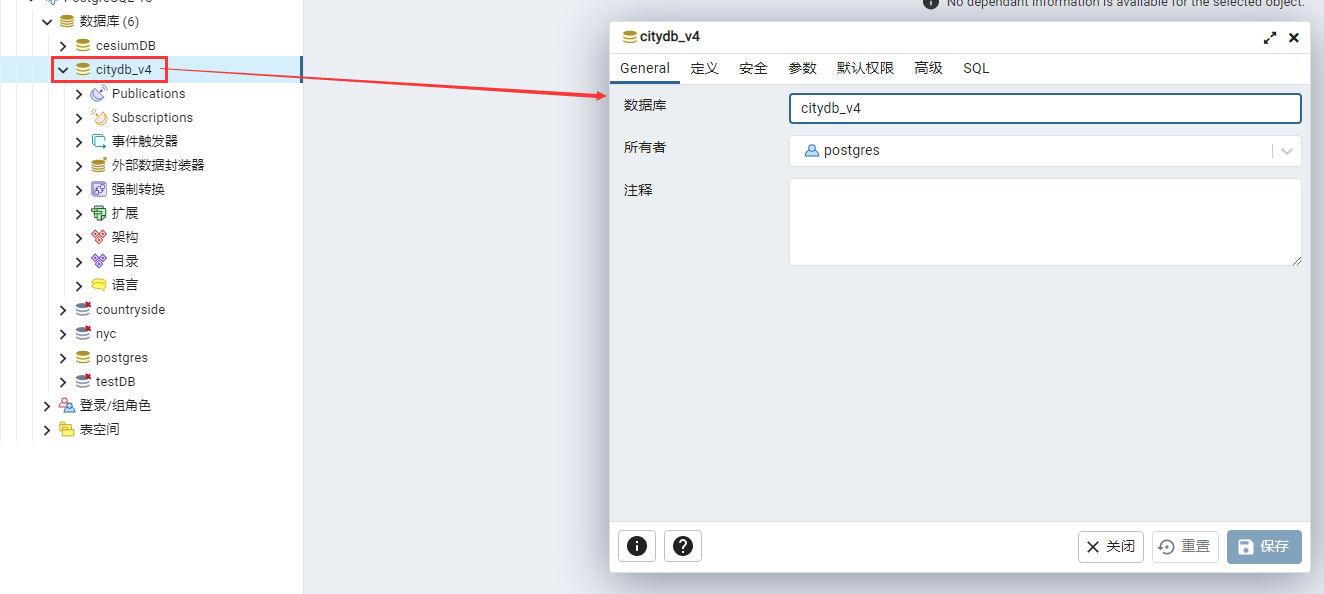 PostgreSQL
No dependant information is available for the selected object.
数据库 (6)
cesiumDB
citydb_v4
Publications
Subscriptions
事件触发器
外部数据封装器
强制转换
扩展
架构
目录
语言
countryside
nyc
postgres
testDB
登录/组角色
表空间
citydb_v4
General 定义 安全 参数 默认权限 高级 SQL
数据库 citydb_v4
所有者 postgres
注释
关闭 重置 保存